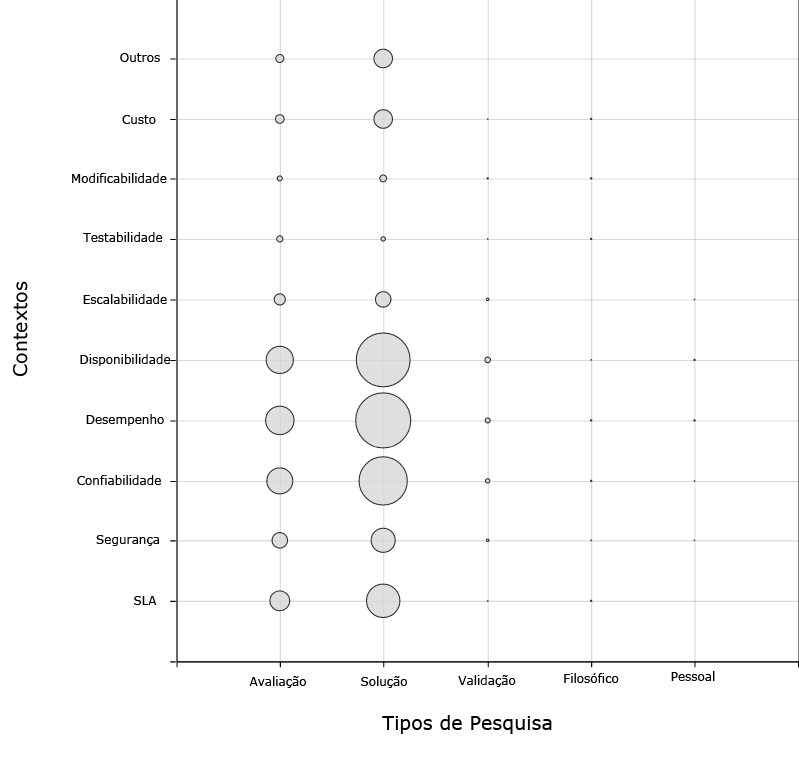 Outros
Custo
Modificabilidade
Testabilidade
Escalabilidade
Disponibilidade
Desempenho
Confiabilidade
Segurança
SLA
Contextos
Avaliação Solução Validação Filosófico Pessoal
Tipos de Pesquisa